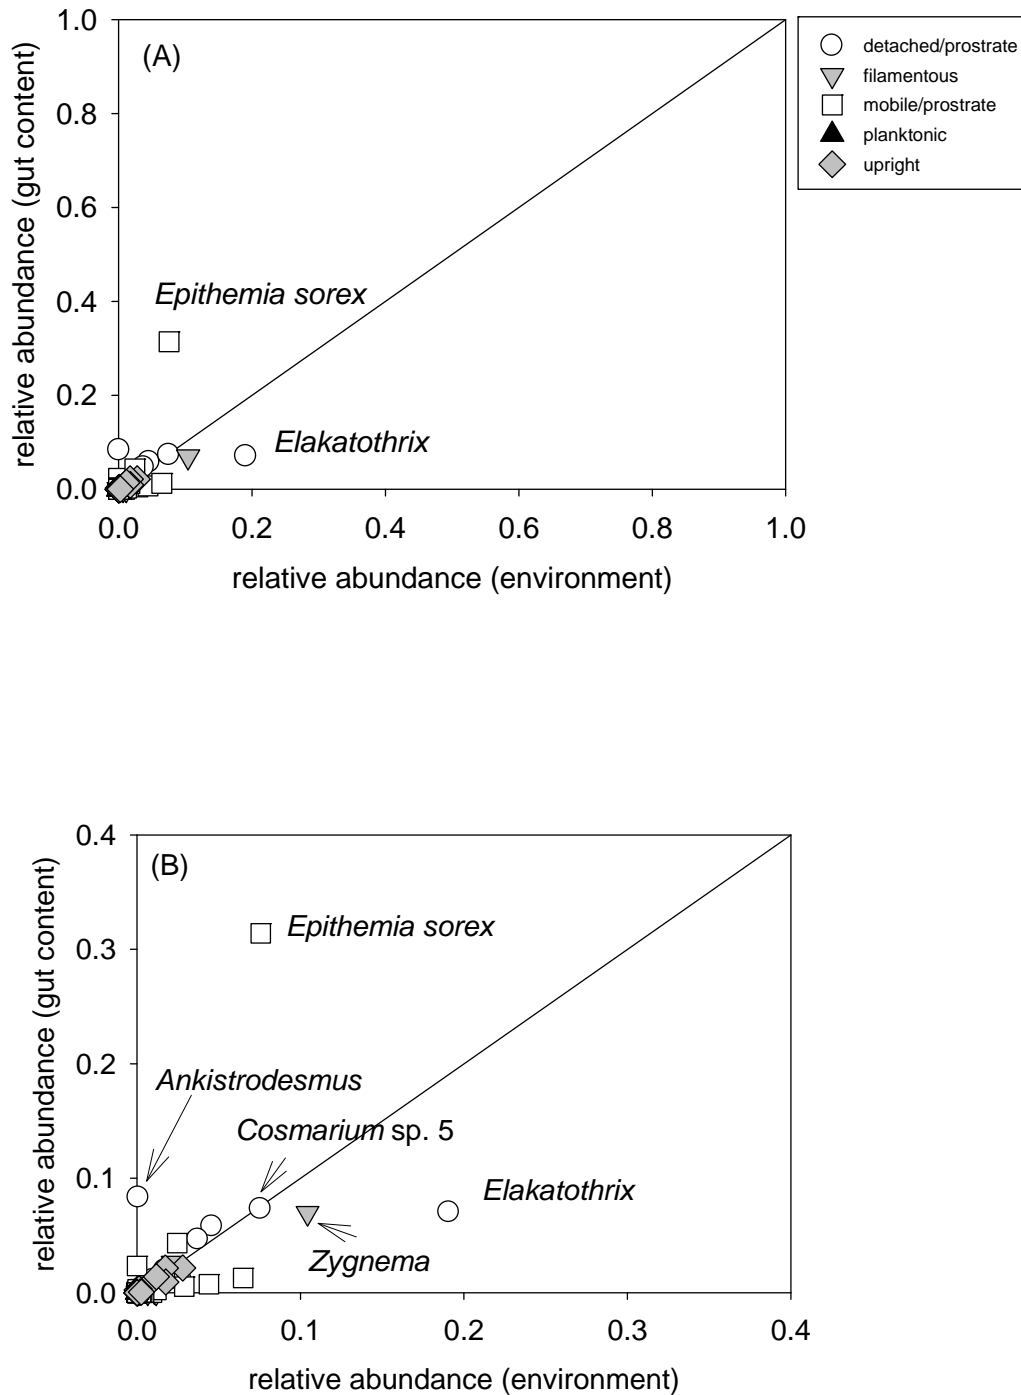 1.0
(A)
0.8
0.6
0.4
0.2
0.0
relative abundance (gut content)
Epithemia sorex
Elakatothrix
0.0 0.2 0.4 0.6 0.8 1.0
relative abundance (environment)
detached/prostrate
filamentous
mobile/prostrate
planktonic
upright
0.4
(B)
0.3
0.2
0.1
0.0
relative abundance (gut content)
Epithemia sorex
Ankistrodesmus
Cosmarium sp. 5
Elakatothrix
Zygnema
0.0 0.1 0.2 0.3 0.4
relative abundance (environment)